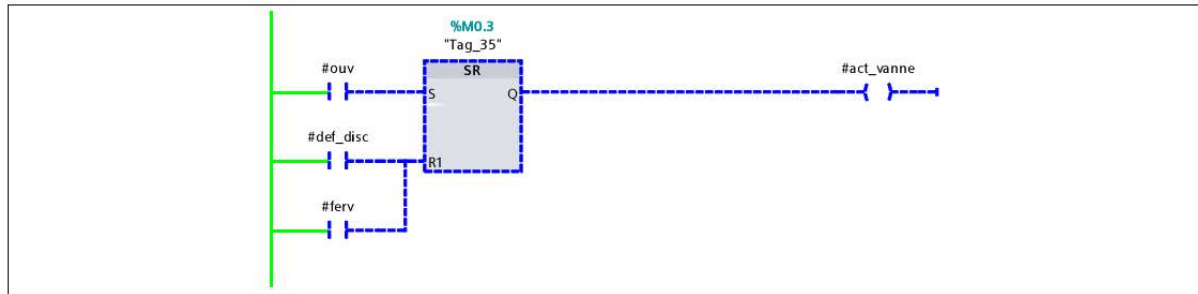 %M0.3
"Tag_35"
#ouv
SR
#act_vanne
S
Q
#def_disc
R1
#ferv